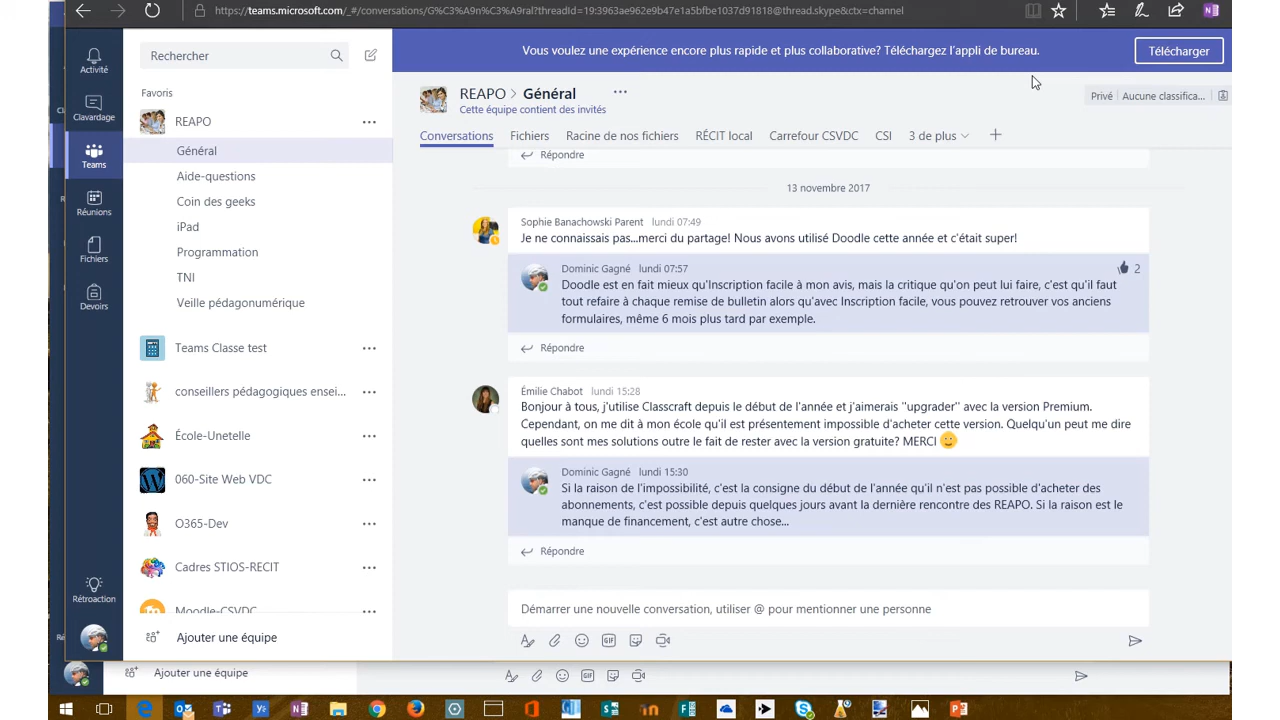 https://teams.microsoft.com/_#/conversations/G%C3%A9n%C3%A9ral?threadId=19:3963ae962e9b47e1a5bfbe1037d91818@thread.skype&ctx=channel
Rechercher
Vous voulez une expérience encore plus rapide et plus collaborative? Téléchargez l'appli de bureau.
Télécharger
Activité
Clavardage
Teams
Réunions
Fichiers
Devoirs
Rétroaction
Favoris
REAPO
Général
Aide-questions
Coin des geeks
iPad
Programmation
TNI
Veille pédagonumérique
Teams Classe test
conseillers pédagogiques ensei...
École-Unetelle
060-Site Web VDC
O365-Dev
Cadres STIOS-RECIT
Moodle-CSVDC
Ajouter une équipe
REAPO > Général ...
Cette équipe contient des invités
Privé Aucune classifica...
Conversations Fichiers Racine de nos fichiers RÉCIT local Carrefour CSVDC CSI 3 de plus +
Répondre
13 novembre 2017
Sophie Banachowski Parent lundi 07:49
Je ne connaissais pas...merci du partage! Nous avons utilisé Doodle cette année et c'était super!
Dominic Gagné lundi 07:57
2
Doodle est en fait mieux qu'Inscription facile à mon avis, mais la critique qu'on peut lui faire, c'est qu'il faut
tout refaire à chaque remise de bulletin alors qu'avec Inscription facile, vous pouvez retrouver vos anciens
formulaires, même 6 mois plus tard par exemple.
Répondre
Émilie Chabot lundi 15:28
Bonjour à tous, j'utilise Classcraft depuis le début de l'année et j'aimerais ''upgrader'' avec la version Premium.
Cependant, on me dit à mon école qu'il est présentement impossible d'acheter cette version. Quelqu'un peut me dire
quelles sont mes solutions outre le fait de rester avec la version gratuite? MERCI 🙂
Dominic Gagné lundi 15:30
Si la raison de l'impossibilité, c'est la consigne du début de l'année qu'il n'est pas possible d'acheter des
abonnements, c'est possible depuis quelques jours avant la dernière rencontre des REAPO. Si la raison est le
manque de financement, c'est autre chose...
Répondre
Démarrer une nouvelle conversation, utiliser @ pour mentionner une personne
GIF
Ajouter une équipe
GIF